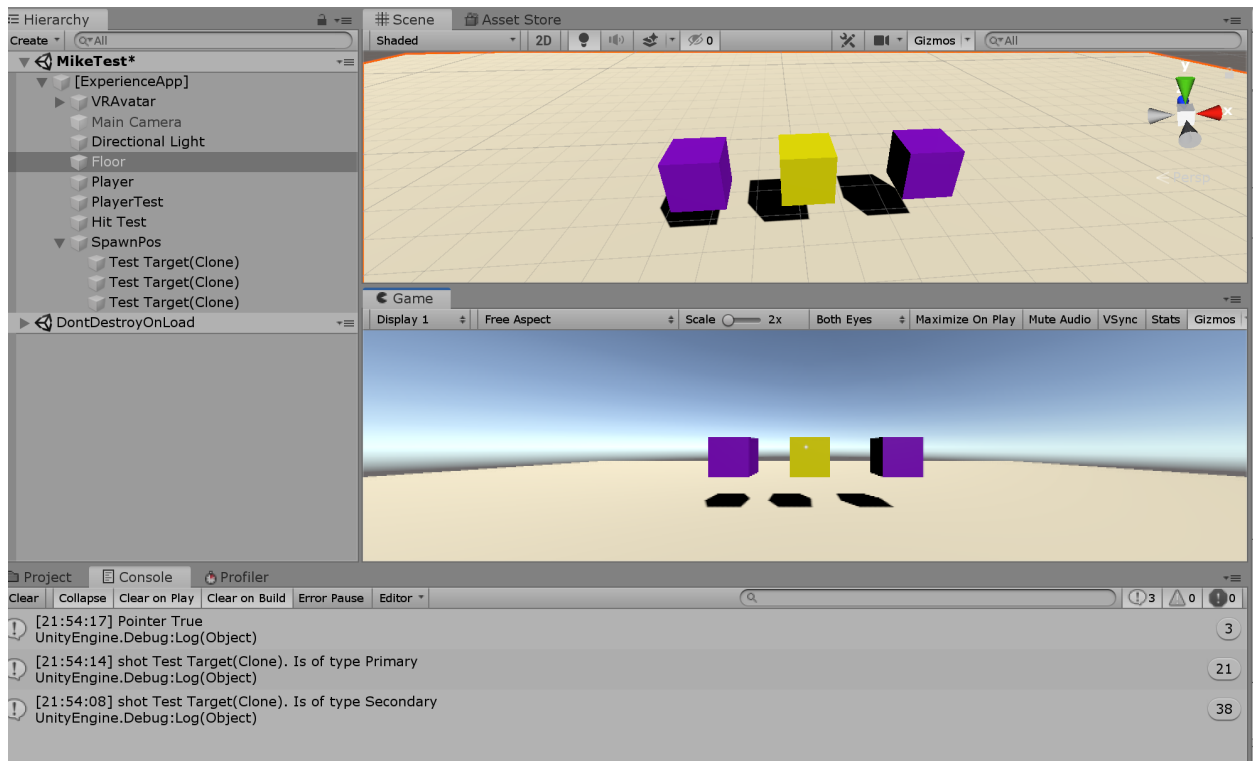 Hierarchy
Create
All
MikeTest*
[ExperienceApp]
VRAvatar
Main Camera
Directional Light
Floor
Player
PlayerTest
Hit Test
SpawnPos
Test Target(Clone)
Test Target(Clone)
Test Target(Clone)
DontDestroyOnLoad
Scene Asset Store
Shaded 2D 0 Gizmos All
y
x
Persp
Game
Display 1 Free Aspect Scale 2x Both Eyes Maximize On Play Mute Audio VSync Stats Gizmos
Project Console Profiler
Clear Collapse Clear on Play Clear on Build Error Pause Editor 3 0 0
[21:54:17] Pointer True
UnityEngine.Debug:Log(Object)
3
[21:54:14] shot Test Target(Clone). Is of type Primary
UnityEngine.Debug:Log(Object)
21
[21:54:08] shot Test Target(Clone). Is of type Secondary
UnityEngine.Debug:Log(Object)
38